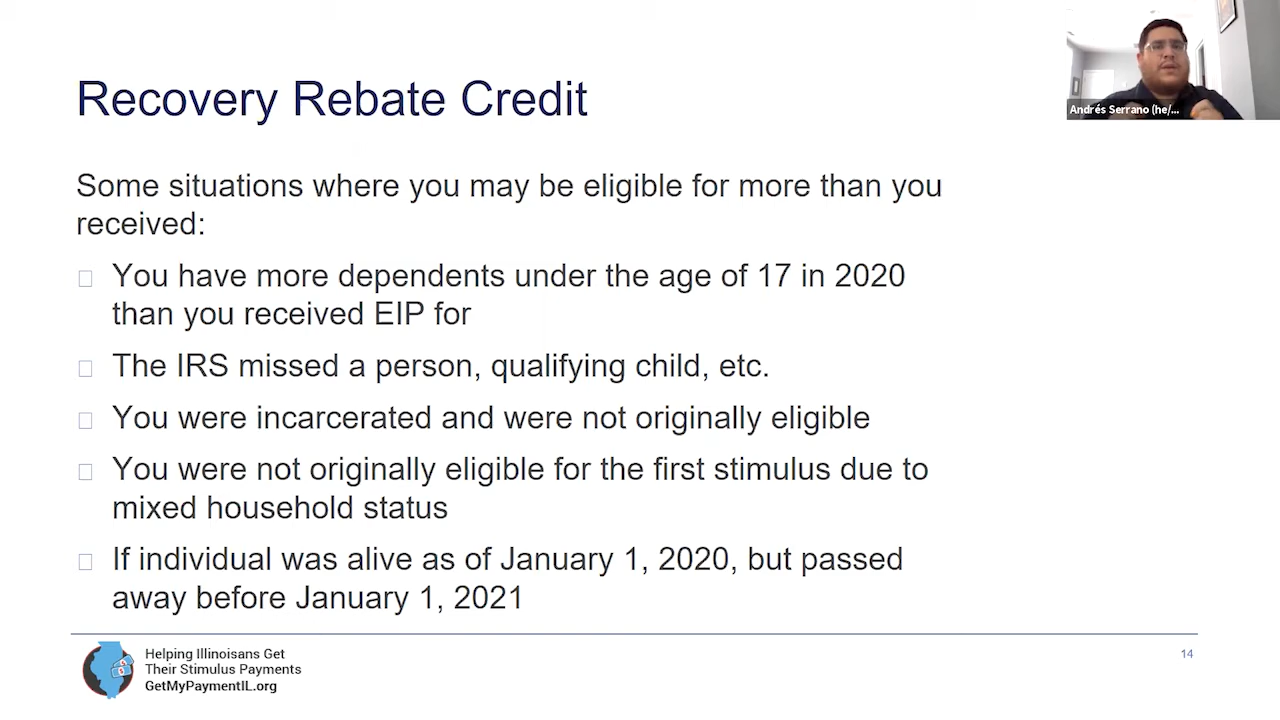 Recovery Rebate Credit
Andrés Serrano (he/...
Some situations where you may be eligible for more than you
received:
You have more dependents under the age of 17 in 2020
than you received EIP for
The IRS missed a person, qualifying child, etc.
You were incarcerated and were not originally eligible
You were not originally eligible for the first stimulus due to
mixed household status
If individual was alive as of January 1, 2020, but passed
away before January 1, 2021
Helping Illinoisans Get
Their Stimulus Payments
GetMyPaymentIL.org
14